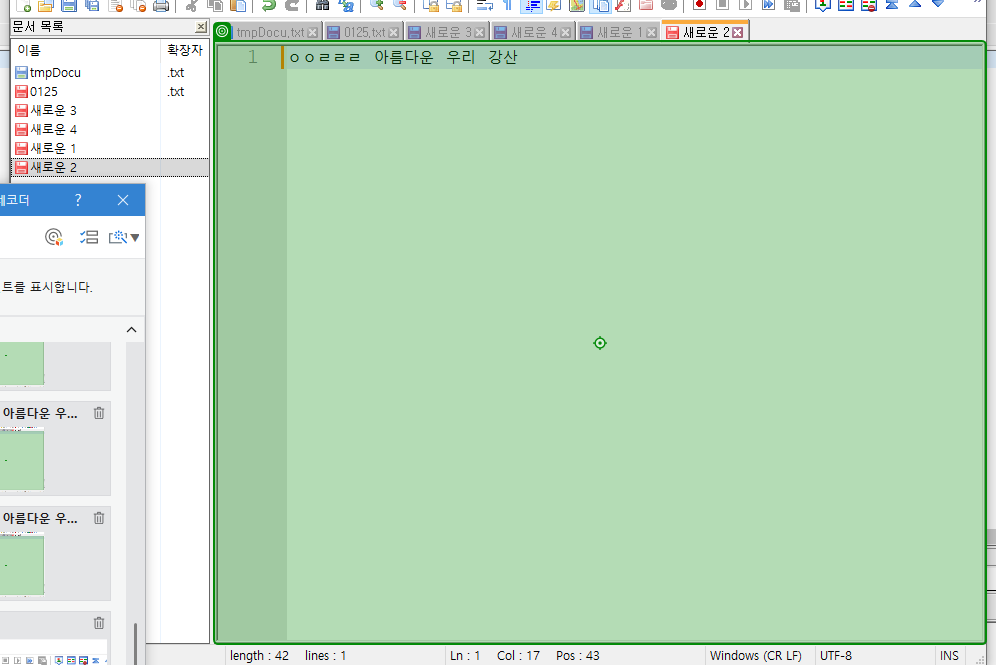 문서 목록
tmpDocu.txt 0125.txt 새로운 3 새로운 4 새로운 1 새로운 2
이름 확장자
tmpDocu .txt
0125 .txt
새로운 3
새로운 4
새로운 1
새로운 2
1 ㅇㅇㄹㄹㄹ 아름다운 우리 강산
레코더 ?
트를 표시합니다.
아름다운 우...
아름다운 우...
length : 42 lines : 1 Ln : 1 Col : 17 Pos : 43 Windows (CR LF) UTF-8 INS